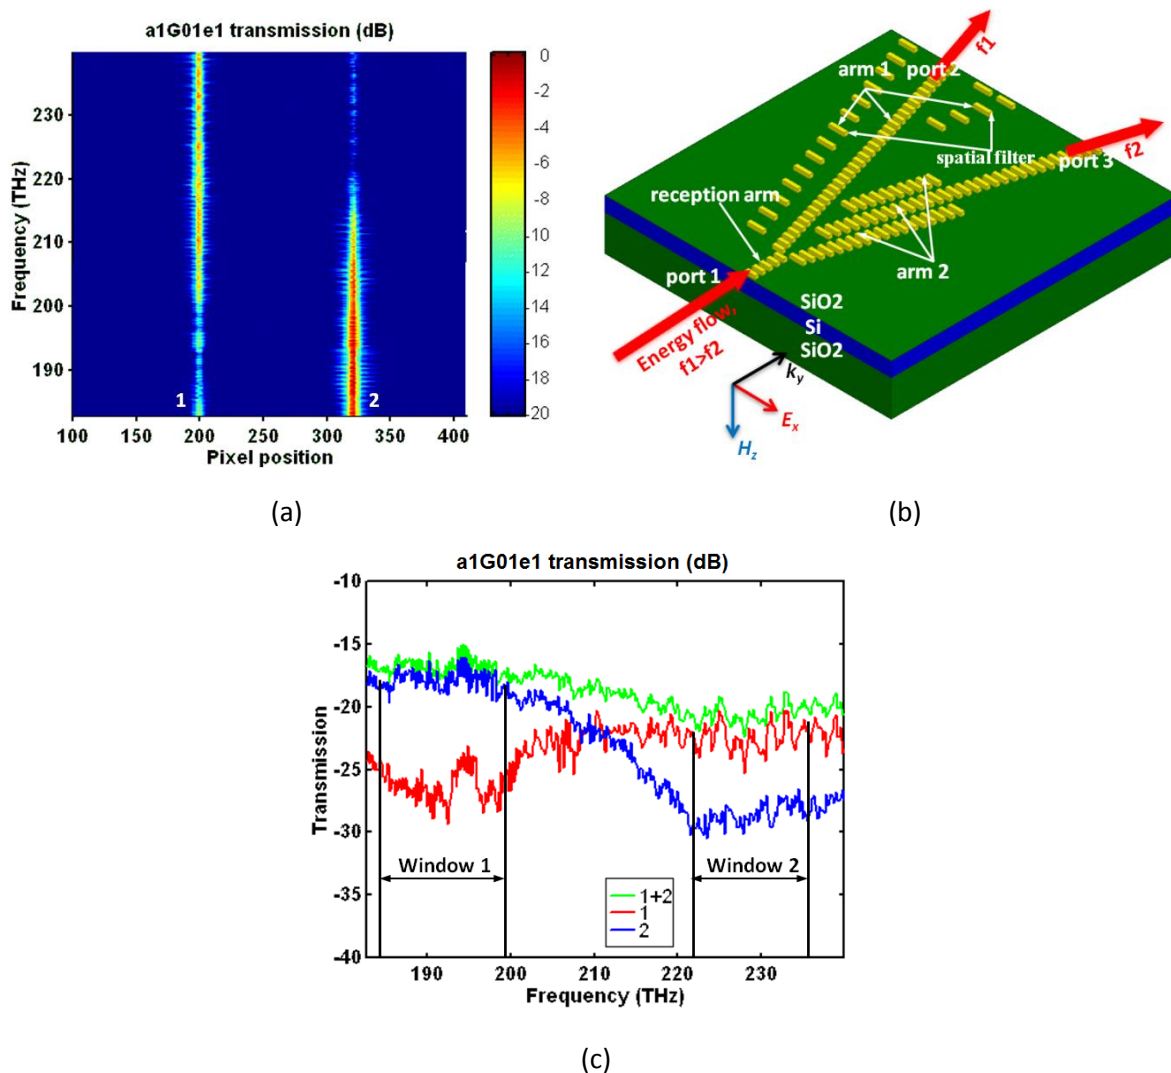 a1G01e1 transmission (dB)
Frequency (THz)
230
220
210
200
190
100 150 200 250 300 350 400
Pixel position
1 2
0
-2
-4
-6
-8
-10
-12
-14
-16
-18
20
(a)
f1
arm 1 port 2
spatial filter
f2
port 3
reception arm
arm 2
port 1
SiO2
Si
SiO2
Energy flow,
f1>f2
ky
Ex
Hz
(b)
a1G01e1 transmission (dB)
Transmission
-10
-15
-20
-25
-30
-35
-40
Window 1
Window 2
1+2
1
2
190 200 210 220 230
Frequency (THz)
(c)